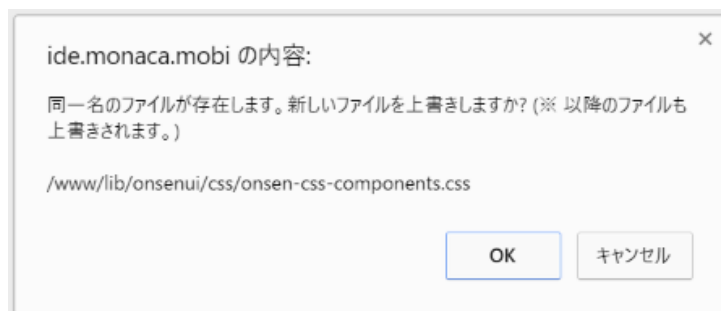 ide.monaca.mobi の内容:
同一名のファイルが存在します。新しいファイルを上書きしますか? (※ 以降のファイルも
上書きされます。)
/www/lib/onsenui/css/onsen-css-components.css
OK
キャンセル